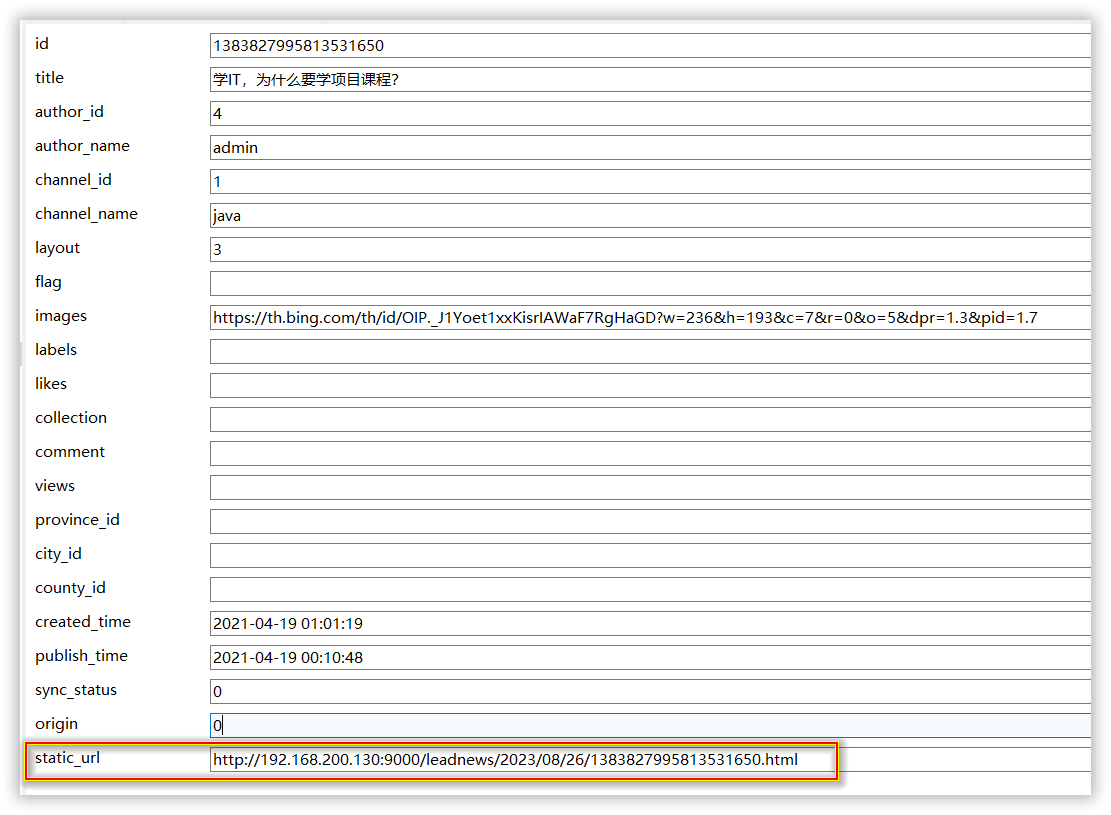 id 1383827995813531650
title 学IT，为什么要学项目课程?
author_id 4
author_name admin
channel_id 1
channel_name java
layout 3
flag
images https://th.bing.com/th/id/OIP._J1Yoet1xxKisrIAWaF7RgHaGD?w=236&h=193&c=7&r=0&o=5&dpr=1.3&pid=1.7
labels
likes
collection
comment
views
province_id
city_id
county_id
created_time 2021-04-19 01:01:19
publish_time 2021-04-19 00:10:48
sync_status 0
origin 0
static_url http://192.168.200.130:9000/leadnews/2023/08/26/1383827995813531650.html